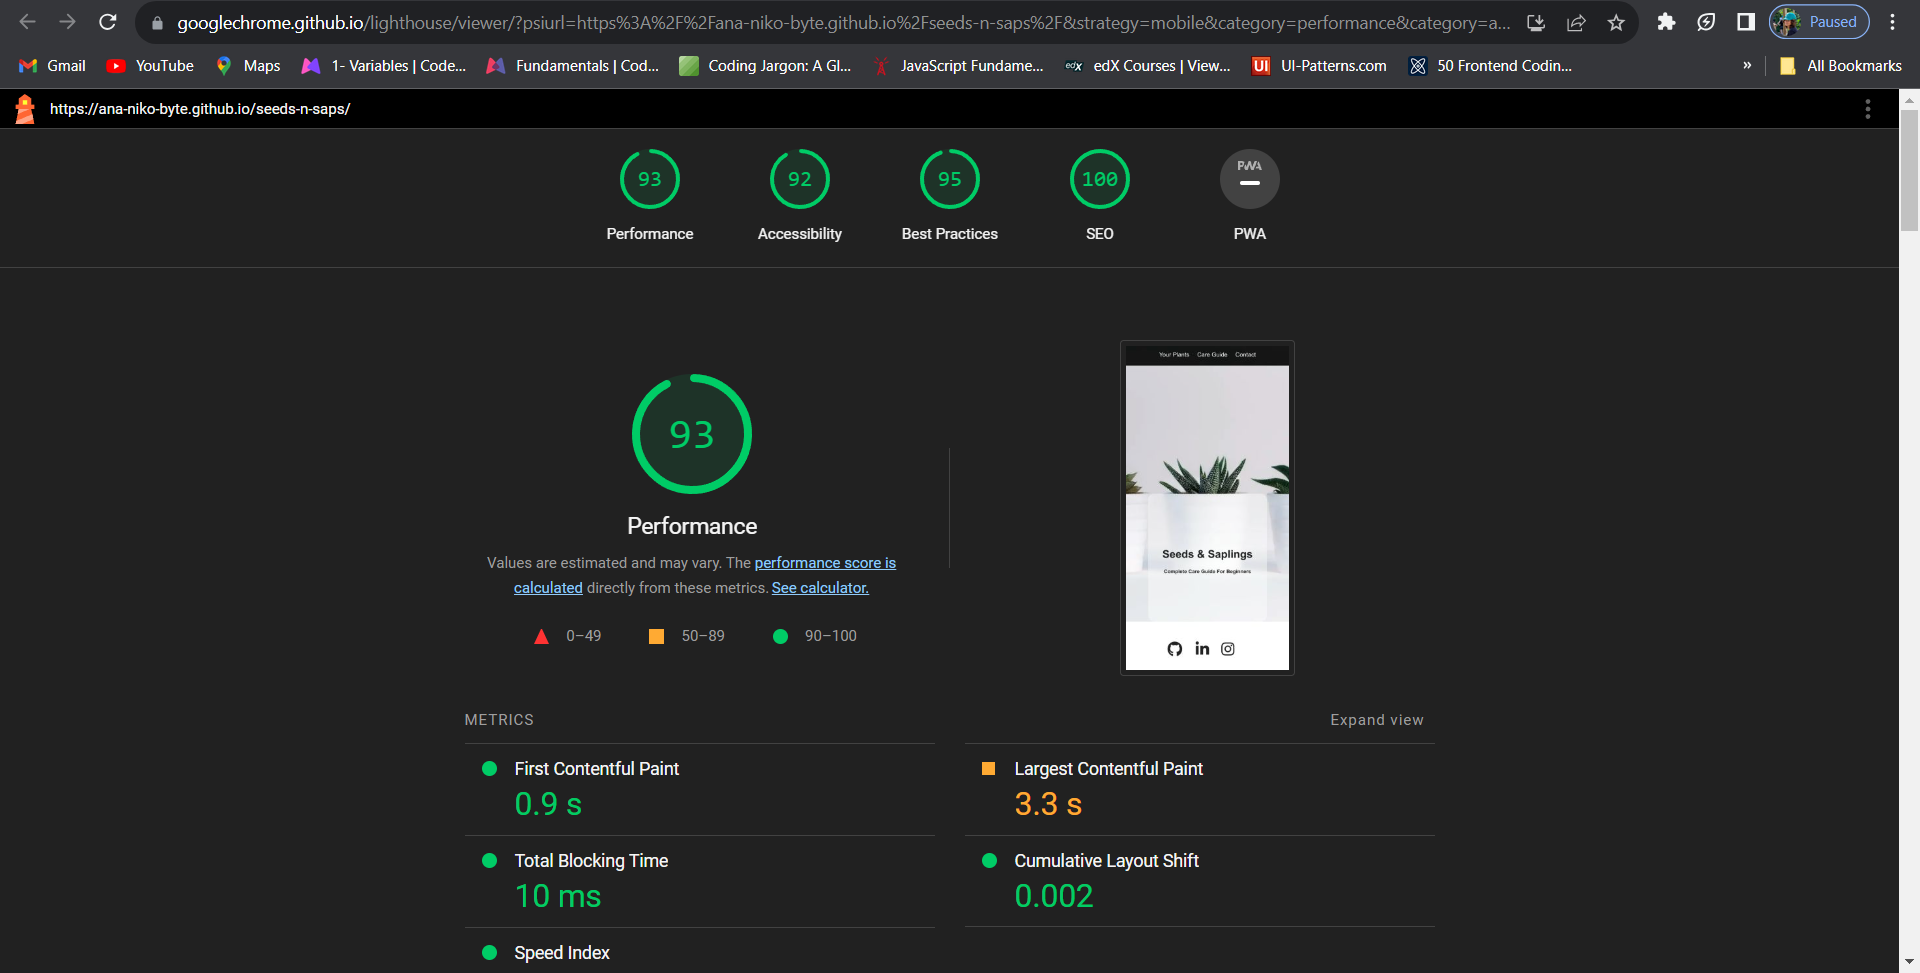 googlechrome.github.io/lighthouse/viewer/?psiurl=https%3A%2F%2Fana-niko-byte.github.io%2Fseeds-n-saps%2F&strategy=mobile&category=performance&category=a...
Paused
Gmail
YouTube
Maps
1- Variables | Code...
Fundamentals | Cod...
Coding Jargon: A Gl...
JavaScript Fundame...
edX
edX Courses | View...
UI
UI-Patterns.com
50 Frontend Codin...
»
All Bookmarks
https://ana-niko-byte.github.io/seeds-n-saps/
93
Performance
92
Accessibility
95
Best Practices
100
SEO
PWA
PWA
93
Performance
Values are estimated and may vary. The performance score is
calculated directly from these metrics. See calculator.
0–49
50–89
90–100
Your Plants Care Guide Contact
Seeds & Saplings
Complete Care Guide For Beginners
in
METRICS
Expand view
First Contentful Paint
0.9 s
Largest Contentful Paint
3.3 s
Total Blocking Time
10 ms
Cumulative Layout Shift
0.002
Speed Index